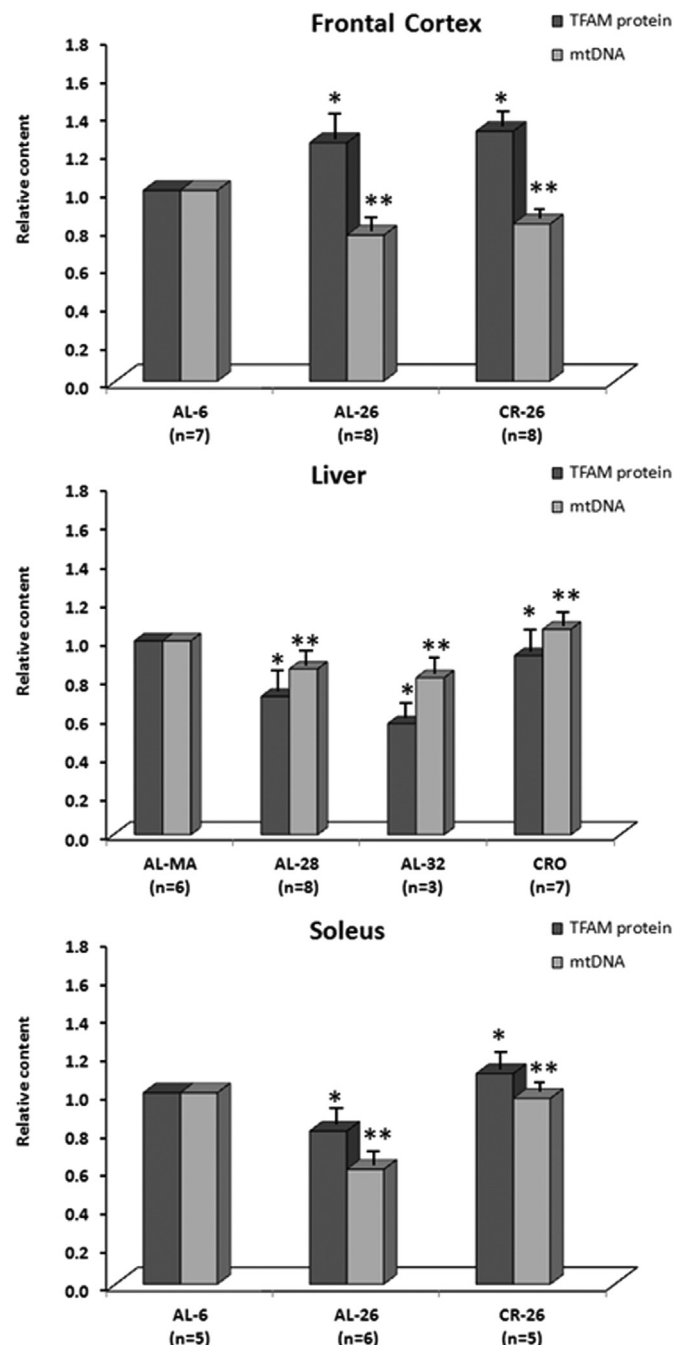 Frontal Cortex
TFAM protein
mtDNA
Relative content
1.8
1.6
1.4
1.2
1.0
0.8
0.6
0.4
0.2
0.0
*
**
*
**
AL-6
AL-26
CR-26
(n=7)
(n=8)
(n=8)
Liver
TFAM protein
mtDNA
Relative content
1.8
1.6
1.4
1.2
1.0
0.8
0.6
0.4
0.2
0.0
*
**
*
**
*
**
AL-MA
AL-28
AL-32
CRO
(n=6)
(n=8)
(n=3)
(n=7)
Soleus
TFAM protein
mtDNA
Relative content
1.8
1.6
1.4
1.2
1.0
0.8
0.6
0.4
0.2
0.0
*
**
*
**
AL-6
AL-26
CR-26
(n=5)
(n=6)
(n=5)